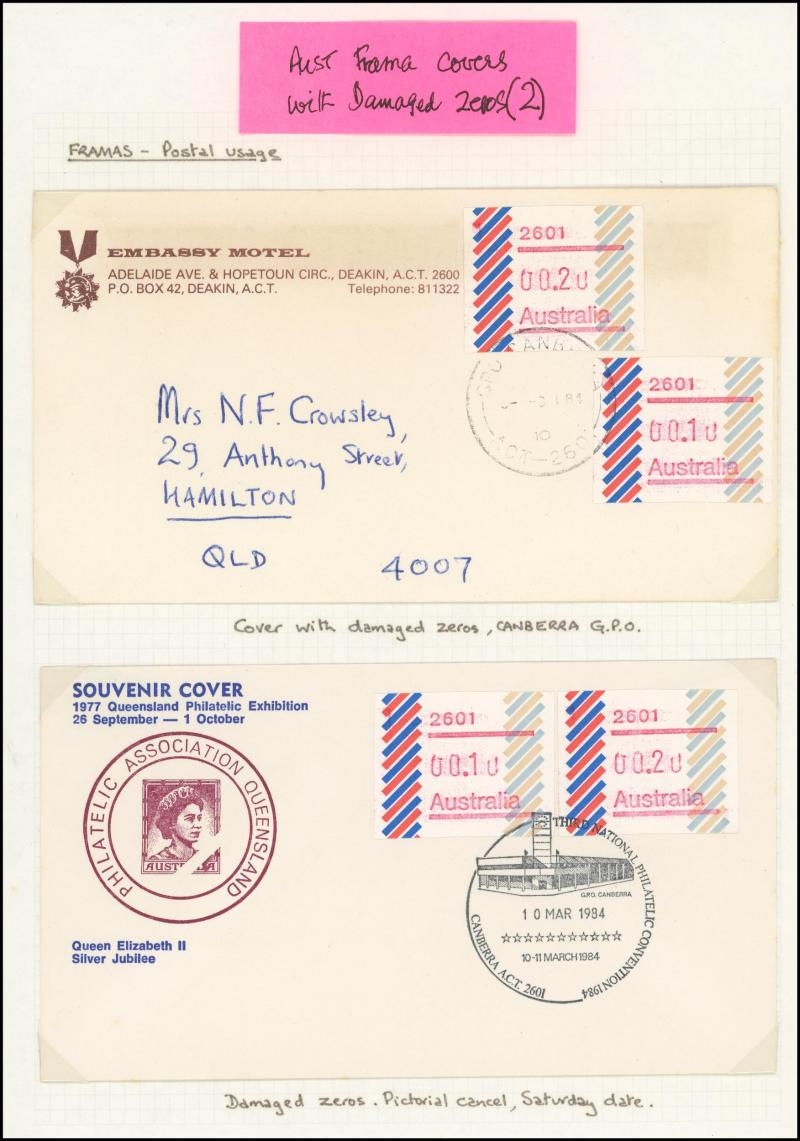 Aust Frama covers
with Damaged zeros (2)
FRAMAS - Postal usage
EMBASSY MOTEL
ADELAIDE AVE. & HOPETOUN CIRC., DEAKIN, A.C.T. 2600
P.O. BOX 42, DEAKIN, A.C.T. Telephone: 811322
2601
00.20
Australia
2601
00.10
Australia
84
10
ACT-2601
Mrs N.F. Crowsley,
29, Anthony Street,
HAMILTON
QLD 4007
Cover with damaged zeros, CANBERRA G.P.O.
SOUVENIR COVER
1977 Queensland Philatelic Exhibition
26 September — 1 October
PHILATELIC ASSOCIATION QUEENSLAND
Queen Elizabeth II
Silver Jubilee
2601
00.10
Australia
2601
00.20
Australia
THIRD NATIONAL PHILATELIC CONVENTION 1984
G.P.O. CANBERRA
10 MAR 1984
10-11 MARCH 1984
CANBERRA A.C.T. 2601
Damaged zeros. Pictorial cancel, Saturday date.